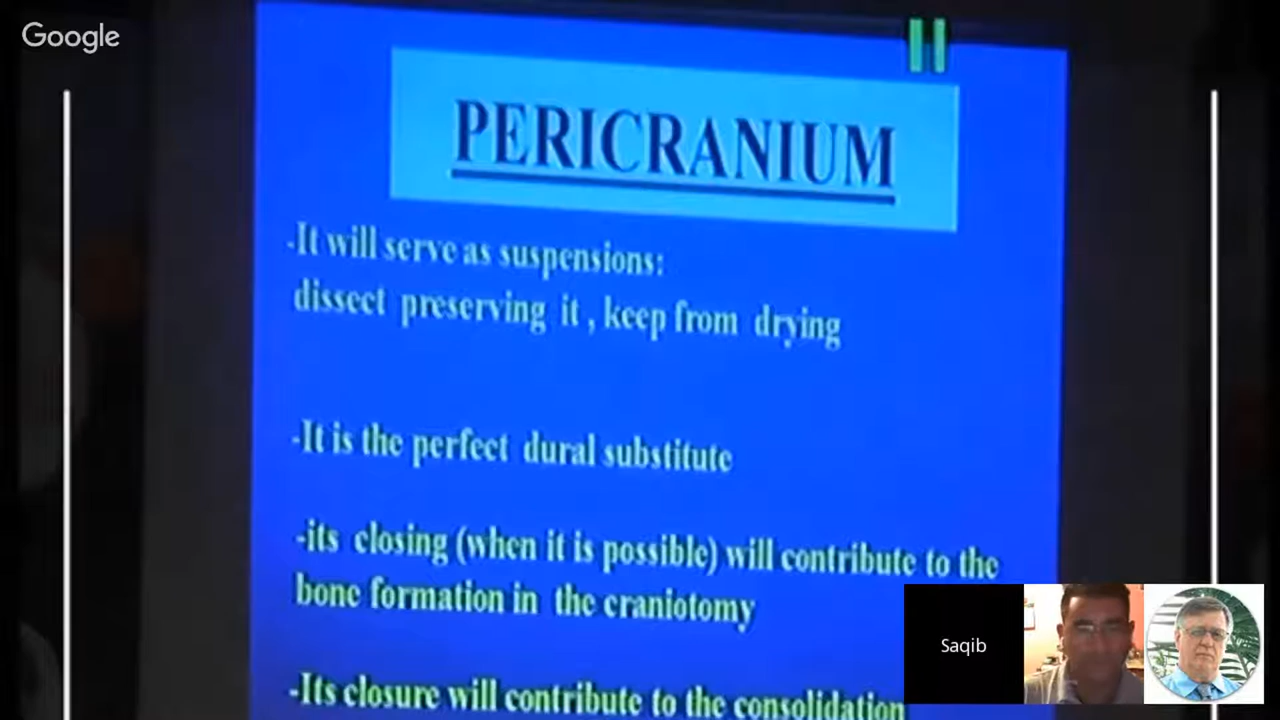 Google
PERICRANIUM
-It will serve as suspensions:
dissect preserving it , keep from drying
-It is the perfect dural substitute
-its closing (when it is possible) will contribute to the
bone formation in the craniotomy
-Its closure will contribute to the consolidation
Saqib